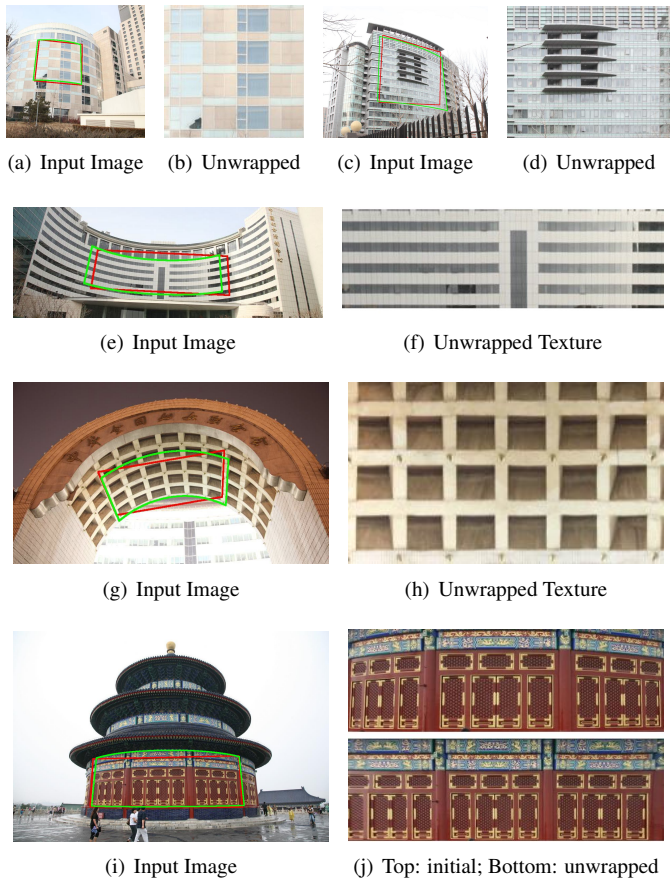 (a) Input Image
(b) Unwrapped
(c) Input Image
(d) Unwrapped
(e) Input Image
(f) Unwrapped Texture
(g) Input Image
(h) Unwrapped Texture
(i) Input Image
(j) Top: initial; Bottom: unwrapped